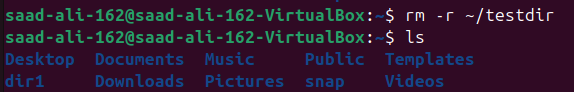 saad-ali-162@saad-ali-162-VirtualBox:~$ rm -r ~/testdir
saad-ali-162@saad-ali-162-VirtualBox:~$ ls
Desktop  Documents  Music     Public  Templates
dir1     Downloads  Pictures  snap    Videos